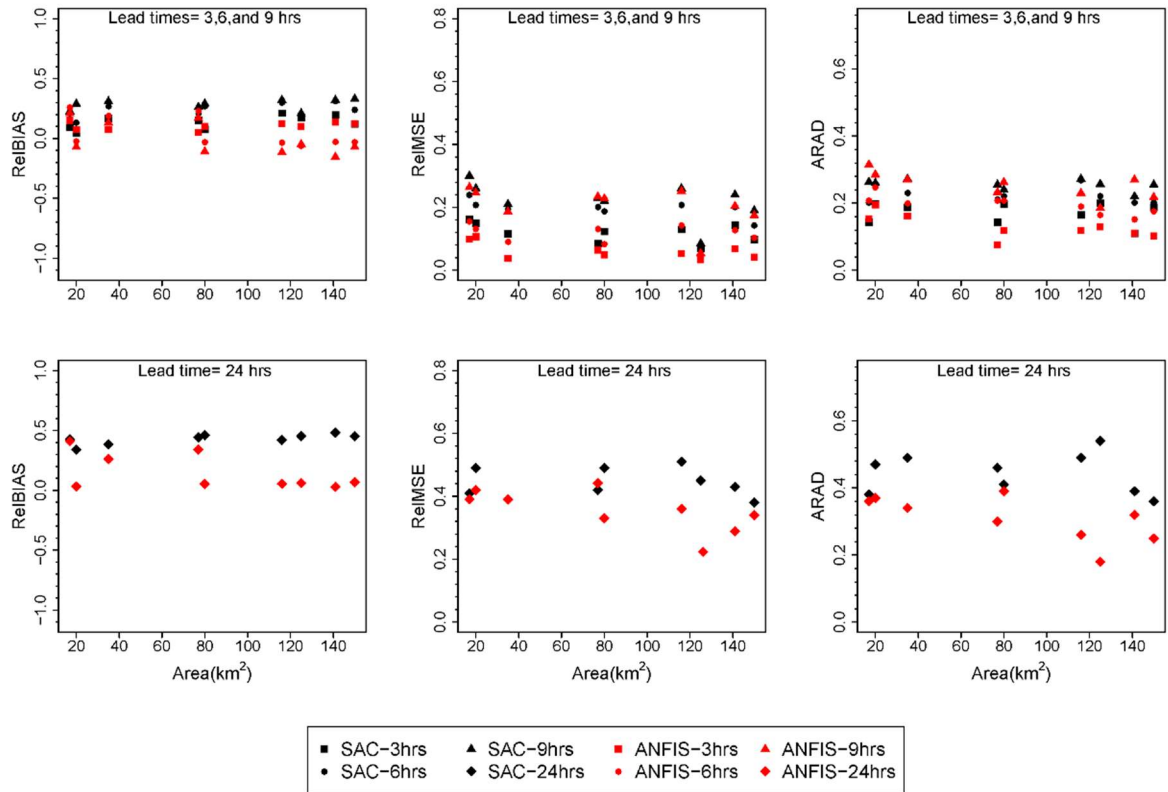 Lead times= 3,6,and 9 hrs
RelBIAS
1.0
0.5
0.0
−0.5
−1.0
20 40 60 80 100 120 140
Lead times= 3,6,and 9 hrs
RelMSE
0.8
0.6
0.4
0.2
0.0
20 40 60 80 100 120 140
Lead times= 3,6,and 9 hrs
ARAD
0.6
0.4
0.2
0.0
20 40 60 80 100 120 140
Lead time= 24 hrs
RelBIAS
1.0
0.5
0.0
−0.5
−1.0
20 40 60 80 100 120 140
Area(km²)
Lead time= 24 hrs
RelMSE
0.8
0.6
0.4
0.2
0.0
20 40 60 80 100 120 140
Area(km²)
Lead time= 24 hrs
ARAD
0.6
0.4
0.2
0.0
20 40 60 80 100 120 140
Area(km²)
SAC−3hrs SAC−9hrs ANFIS−3hrs ANFIS−9hrs
SAC−6hrs SAC−24hrs ANFIS−6hrs ANFIS−24hrs